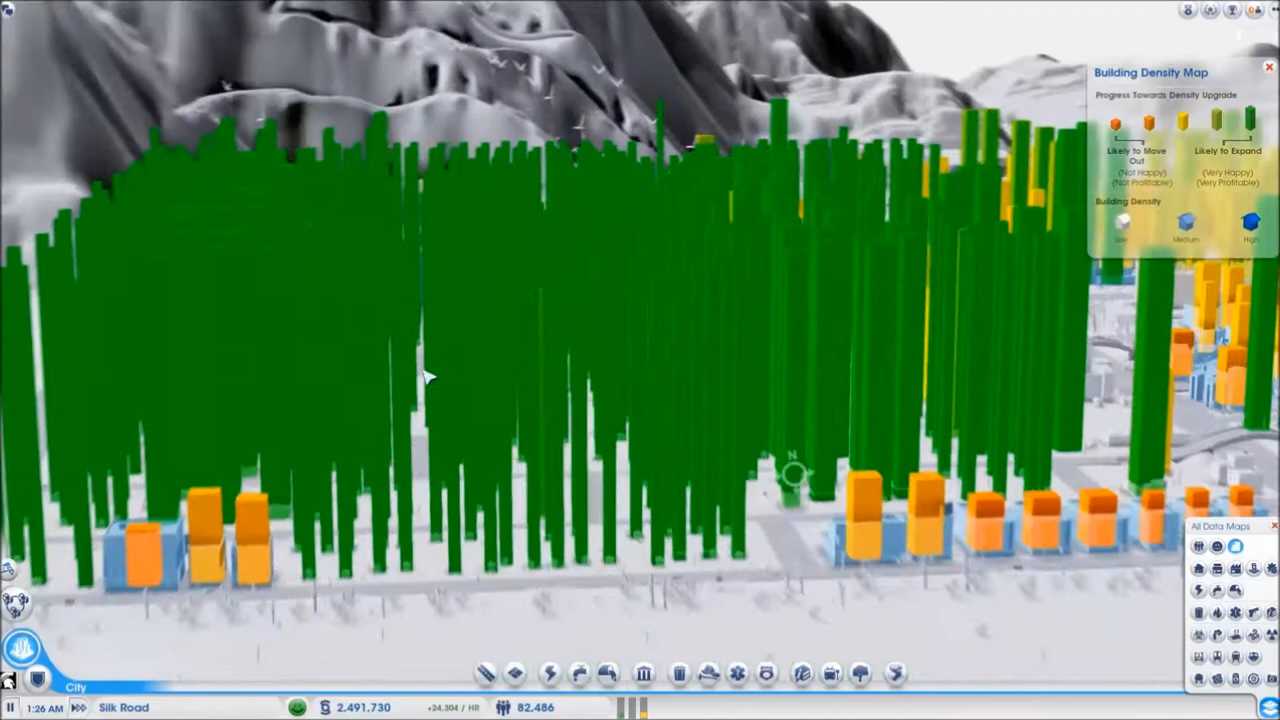 Building Density Map
Progress Towards Density Upgrade
Likely to Move Out
Likely to Expand
(Not Happy)
(Very Happy)
(Not Profitable)
(Very Profitable)
Building Density
Low
Medium
High
N
All Data Maps
City
1:26 AM
Silk Road
2,491,730
+24,304 / HR
82,486